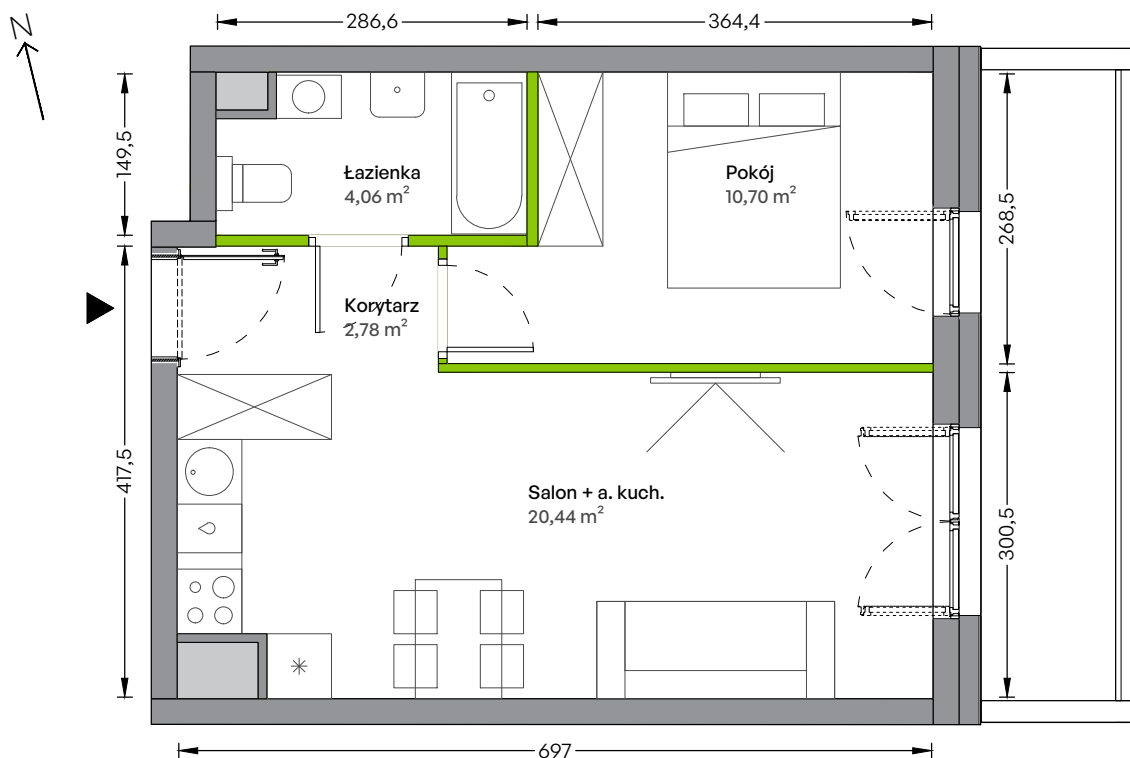 286,6
364,4
N
149,5
Łazienka
4,06 m²
Pokój
10,70 m²
268,5
Korytarz
2,78 m²
417,5
Salon + a. kuch.
20,44 m²
300,5
697